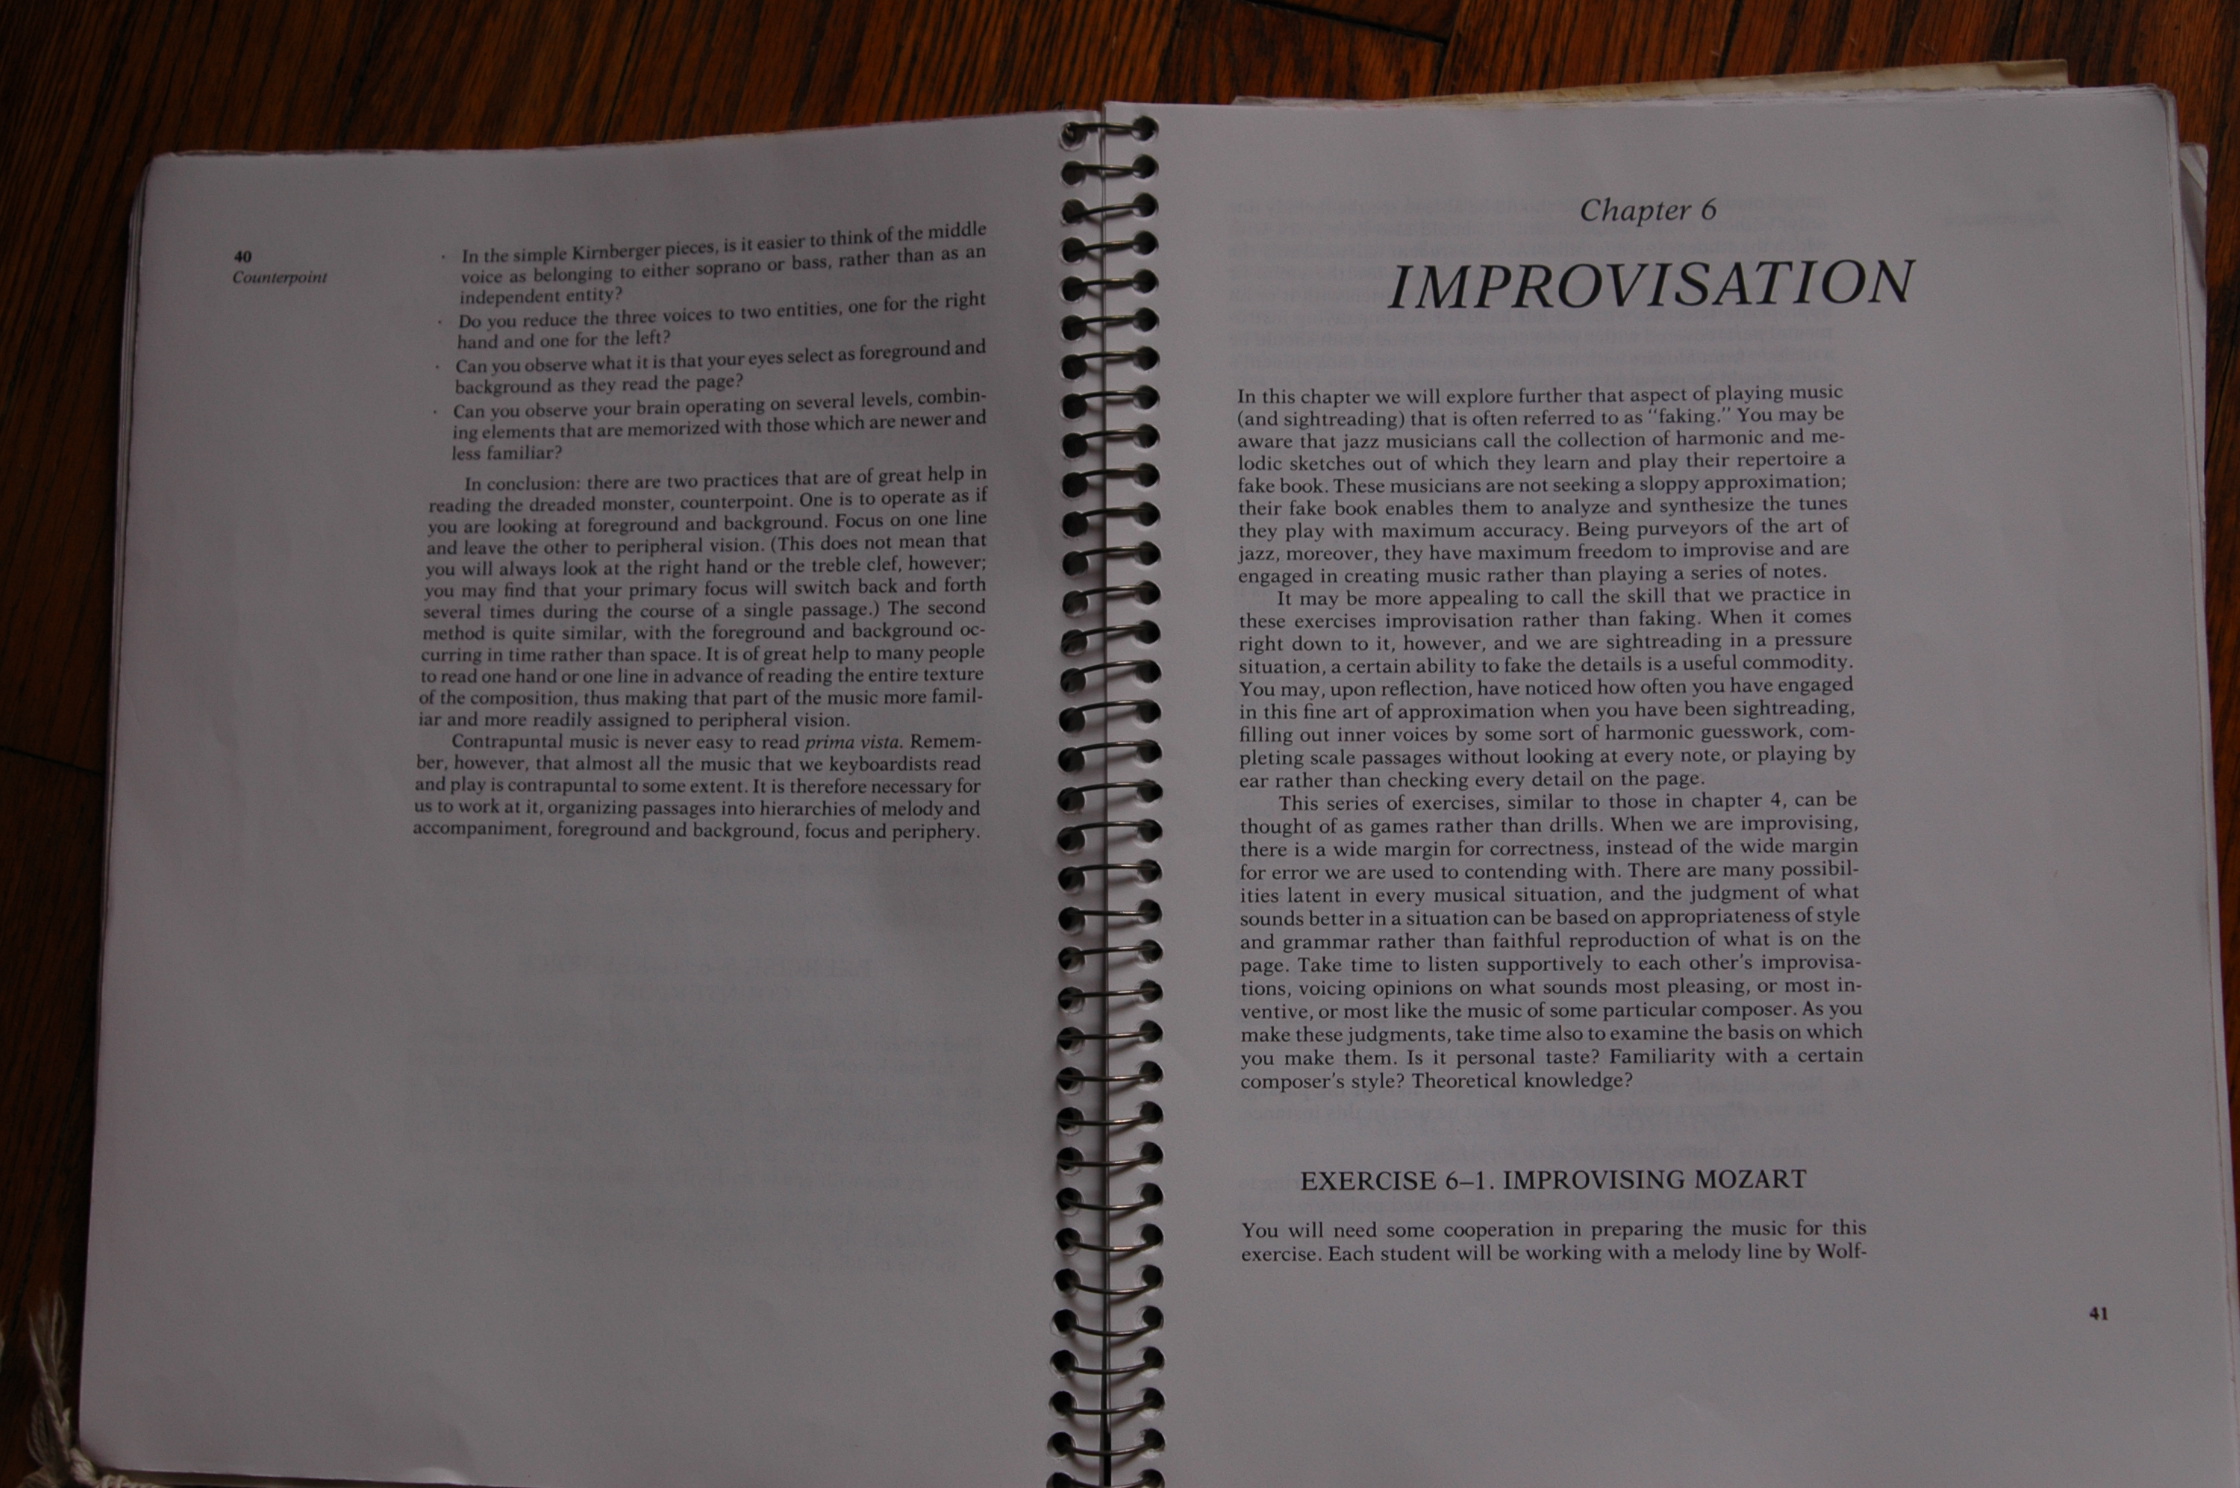 40
Counterpoint
· In the simple Kirnberger pieces, is it easier to think of the middle
voice as belonging to either soprano or bass, rather than as an
independent entity?
· Do you reduce the three voices to two entities, one for the right
hand and one for the left?
· Can you observe what it is that your eyes select as foreground and
background as they read the page?
· Can you observe your brain operating on several levels, combin-
ing elements that are memorized with those which are newer and
less familiar?
In conclusion: there are two practices that are of great help in
reading the dreaded monster, counterpoint. One is to operate as if
you are looking at foreground and background. Focus on one line
and leave the other to peripheral vision. (This does not mean that
you will always look at the right hand or the treble clef, however;
you may find that your primary focus will switch back and forth
several times during the course of a single passage.) The second
method is quite similar, with the foreground and background oc-
curring in time rather than space. It is of great help to many people
to read one hand or one line in advance of reading the entire texture
of the composition, thus making that part of the music more famil-
iar and more readily assigned to peripheral vision.
Contrapuntal music is never easy to read prima vista. Remem-
ber, however, that almost all the music that we keyboardists read
and play is contrapuntal to some extent. It is therefore necessary for
us to work at it, organizing passages into hierarchies of melody and
accompaniment, foreground and background, focus and periphery.
Chapter 6
IMPROVISATION
In this chapter we will explore further that aspect of playing music
(and sightreading) that is often referred to as “faking.” You may be
aware that jazz musicians call the collection of harmonic and me-
lodic sketches out of which they learn and play their repertoire a
fake book. These musicians are not seeking a sloppy approximation;
their fake book enables them to analyze and synthesize the tunes
they play with maximum accuracy. Being purveyors of the art of
jazz, moreover, they have maximum freedom to improvise and are
engaged in creating music rather than playing a series of notes.
It may be more appealing to call the skill that we practice in
these exercises improvisation rather than faking. When it comes
right down to it, however, and we are sightreading in a pressure
situation, a certain ability to fake the details is a useful commodity.
You may, upon reflection, have noticed how often you have engaged
in this fine art of approximation when you have been sightreading,
filling out inner voices by some sort of harmonic guesswork, com-
pleting scale passages without looking at every note, or playing by
ear rather than checking every detail on the page.
This series of exercises, similar to those in chapter 4, can be
thought of as games rather than drills. When we are improvising,
there is a wide margin for correctness, instead of the wide margin
for error we are used to contending with. There are many possibil-
ities latent in every musical situation, and the judgment of what
sounds better in a situation can be based on appropriateness of style
and grammar rather than faithful reproduction of what is on the
page. Take time to listen supportively to each other's improvisa-
tions, voicing opinions on what sounds most pleasing, or most in-
ventive, or most like the music of some particular composer. As you
make these judgments, take time also to examine the basis on which
you make them. Is it personal taste? Familiarity with a certain
composer's style? Theoretical knowledge?
EXERCISE 6–1. IMPROVISING MOZART
You will need some cooperation in preparing the music for this
exercise. Each student will be working with a melody line by Wolf-
41